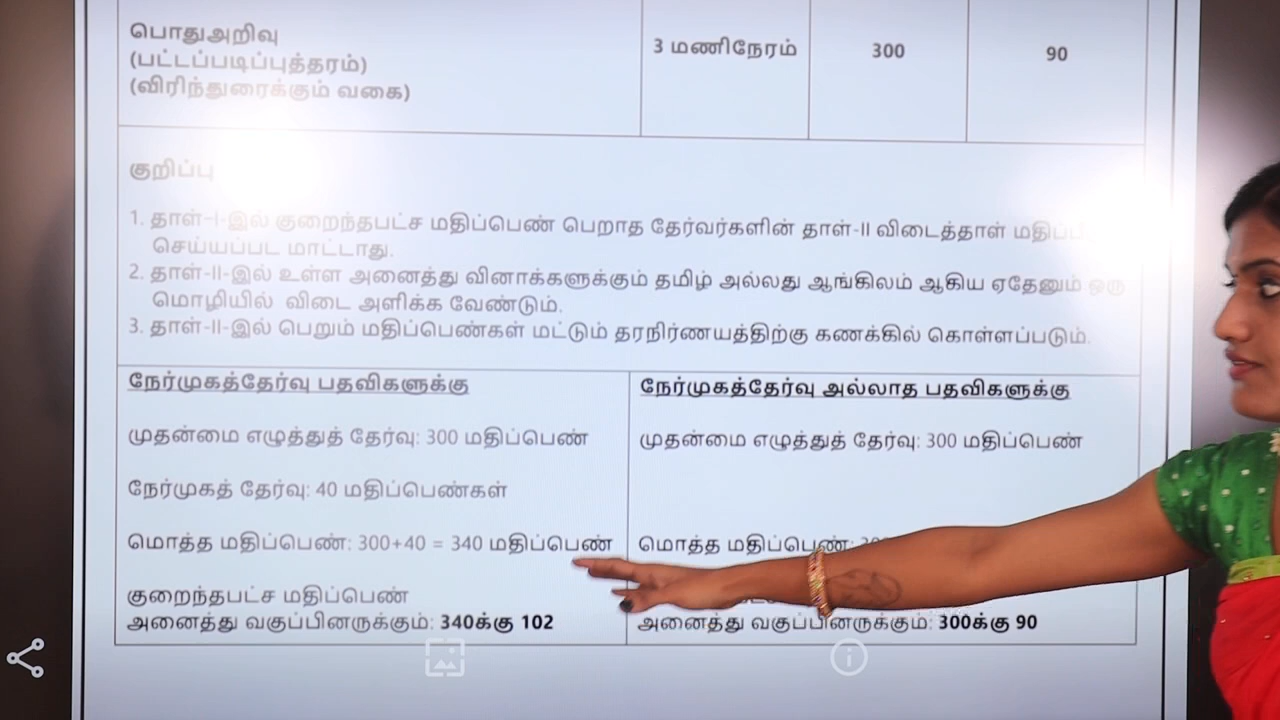 பொதுஅறிவு
(பட்டப்படிப்புத்தரம்)
(விரிந்துரைக்கும் வகை)
3 மணிநேரம்
300
90
குறிப்பு
1. தாள்-I-இல் குறைந்தபட்ச மதிப்பெண் பெறாத தேர்வர்களின் தாள்-II விடைத்தாள்
செய்யப்பட மாட்டாது.
2. தாள்-II-இல் உள்ள அனைத்து வினாக்களுக்கும் தமிழ் அல்லது ஆங்கிலம் ஆகிய ஏதேனும் ஒரு
மொழியில் விடை அளிக்க வேண்டும்.
3. தாள்-II-இல் பெறும் மதிப்பெண்கள் மட்டும் தரநிர்ணயத்திற்கு கணக்கில் கொள்ளப்படும்.
நேர்முகத்தேர்வு பதவிகளுக்கு
முதன்மை எழுத்துத் தேர்வு: 300 மதிப்பெண்
நேர்முகத் தேர்வு: 40 மதிப்பெண்கள்
மொத்த மதிப்பெண்: 300+40 = 340 மதிப்பெண்
குறைந்தபட்ச மதிப்பெண்
அனைத்து வகுப்பினருக்கும்: 340க்கு 102
நேர்முகத்தேர்வு அல்லாத பதவிகளுக்கு
முதன்மை எழுத்துத் தேர்வு: 300 மதிப்பெண்
மொத்த மதிப்பெண்:
அனைத்து வகுப்பினருக்கும்: 300க்கு 90